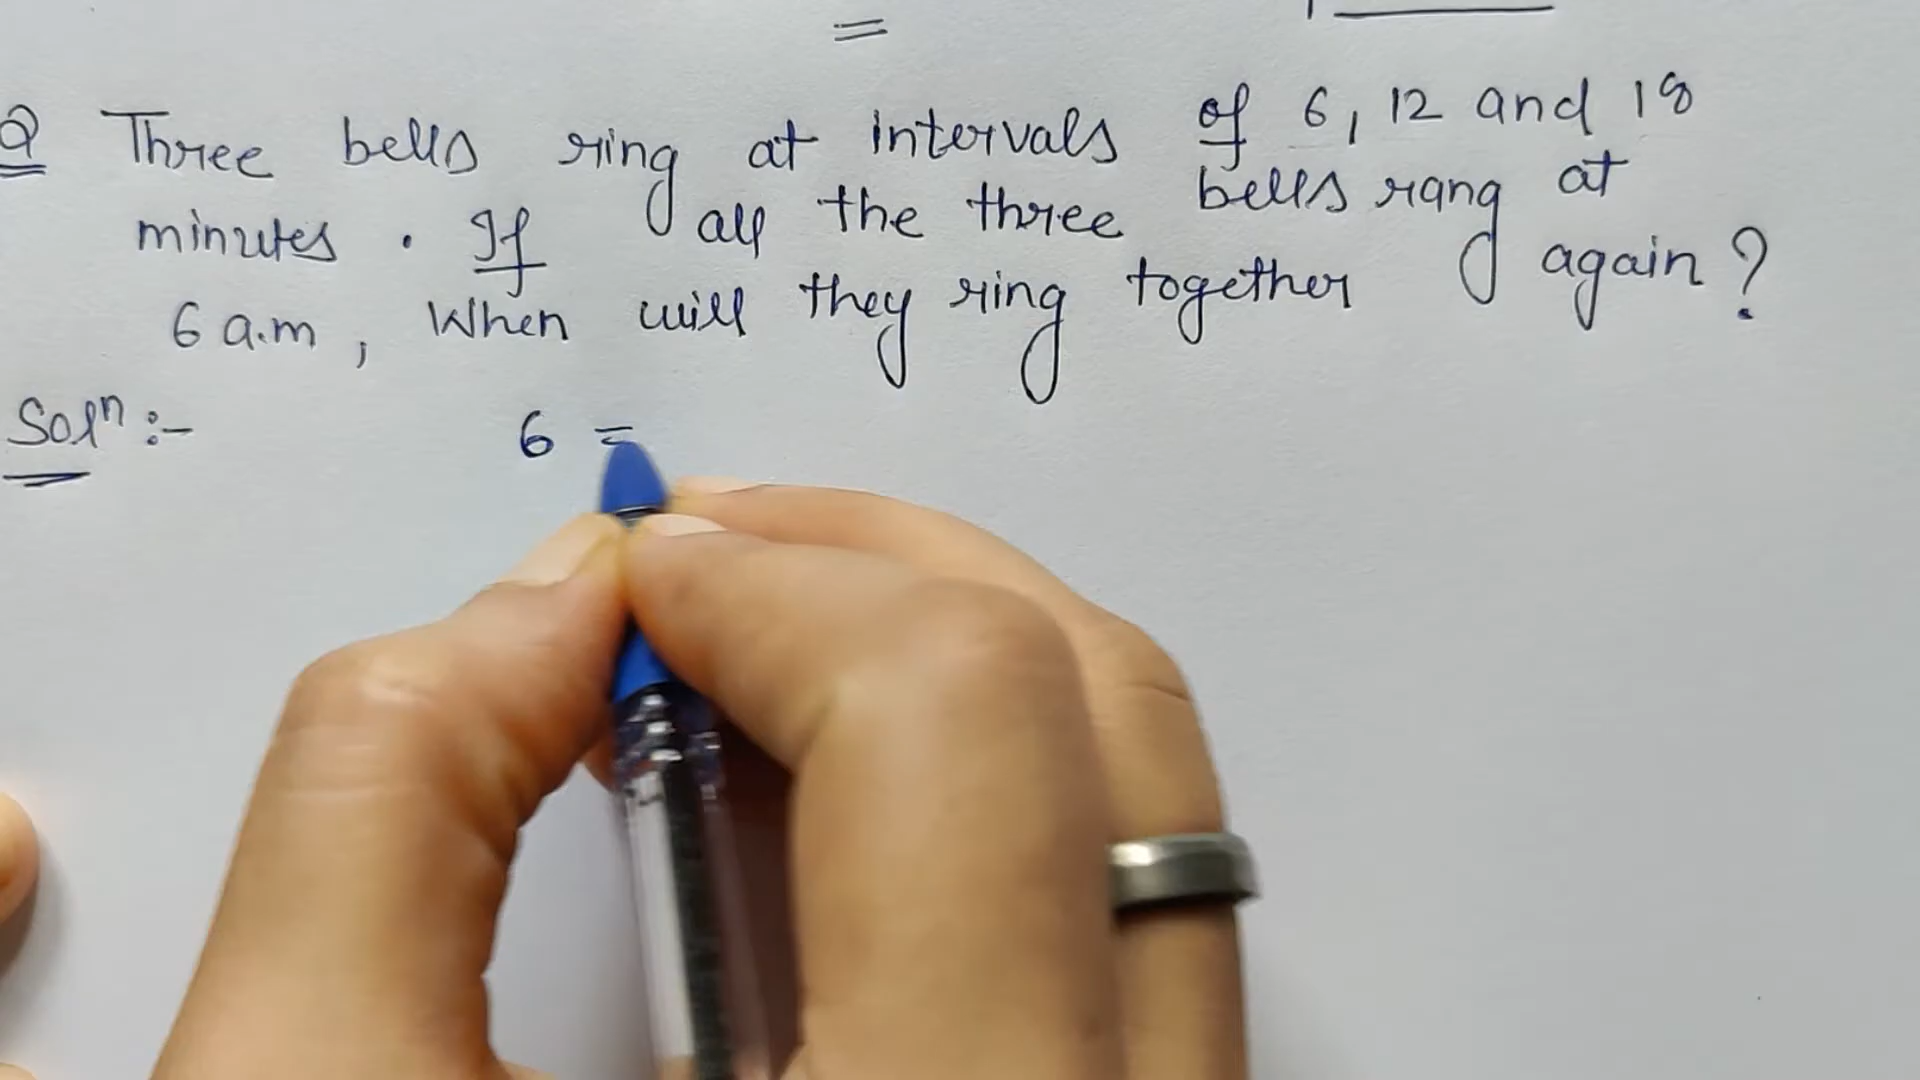 =
Q Three bells ring at intervals of 6, 12 and 18
minutes. If all the three bells rang at
6 a.m, When will they ring together again?
Solⁿ :-
6 =